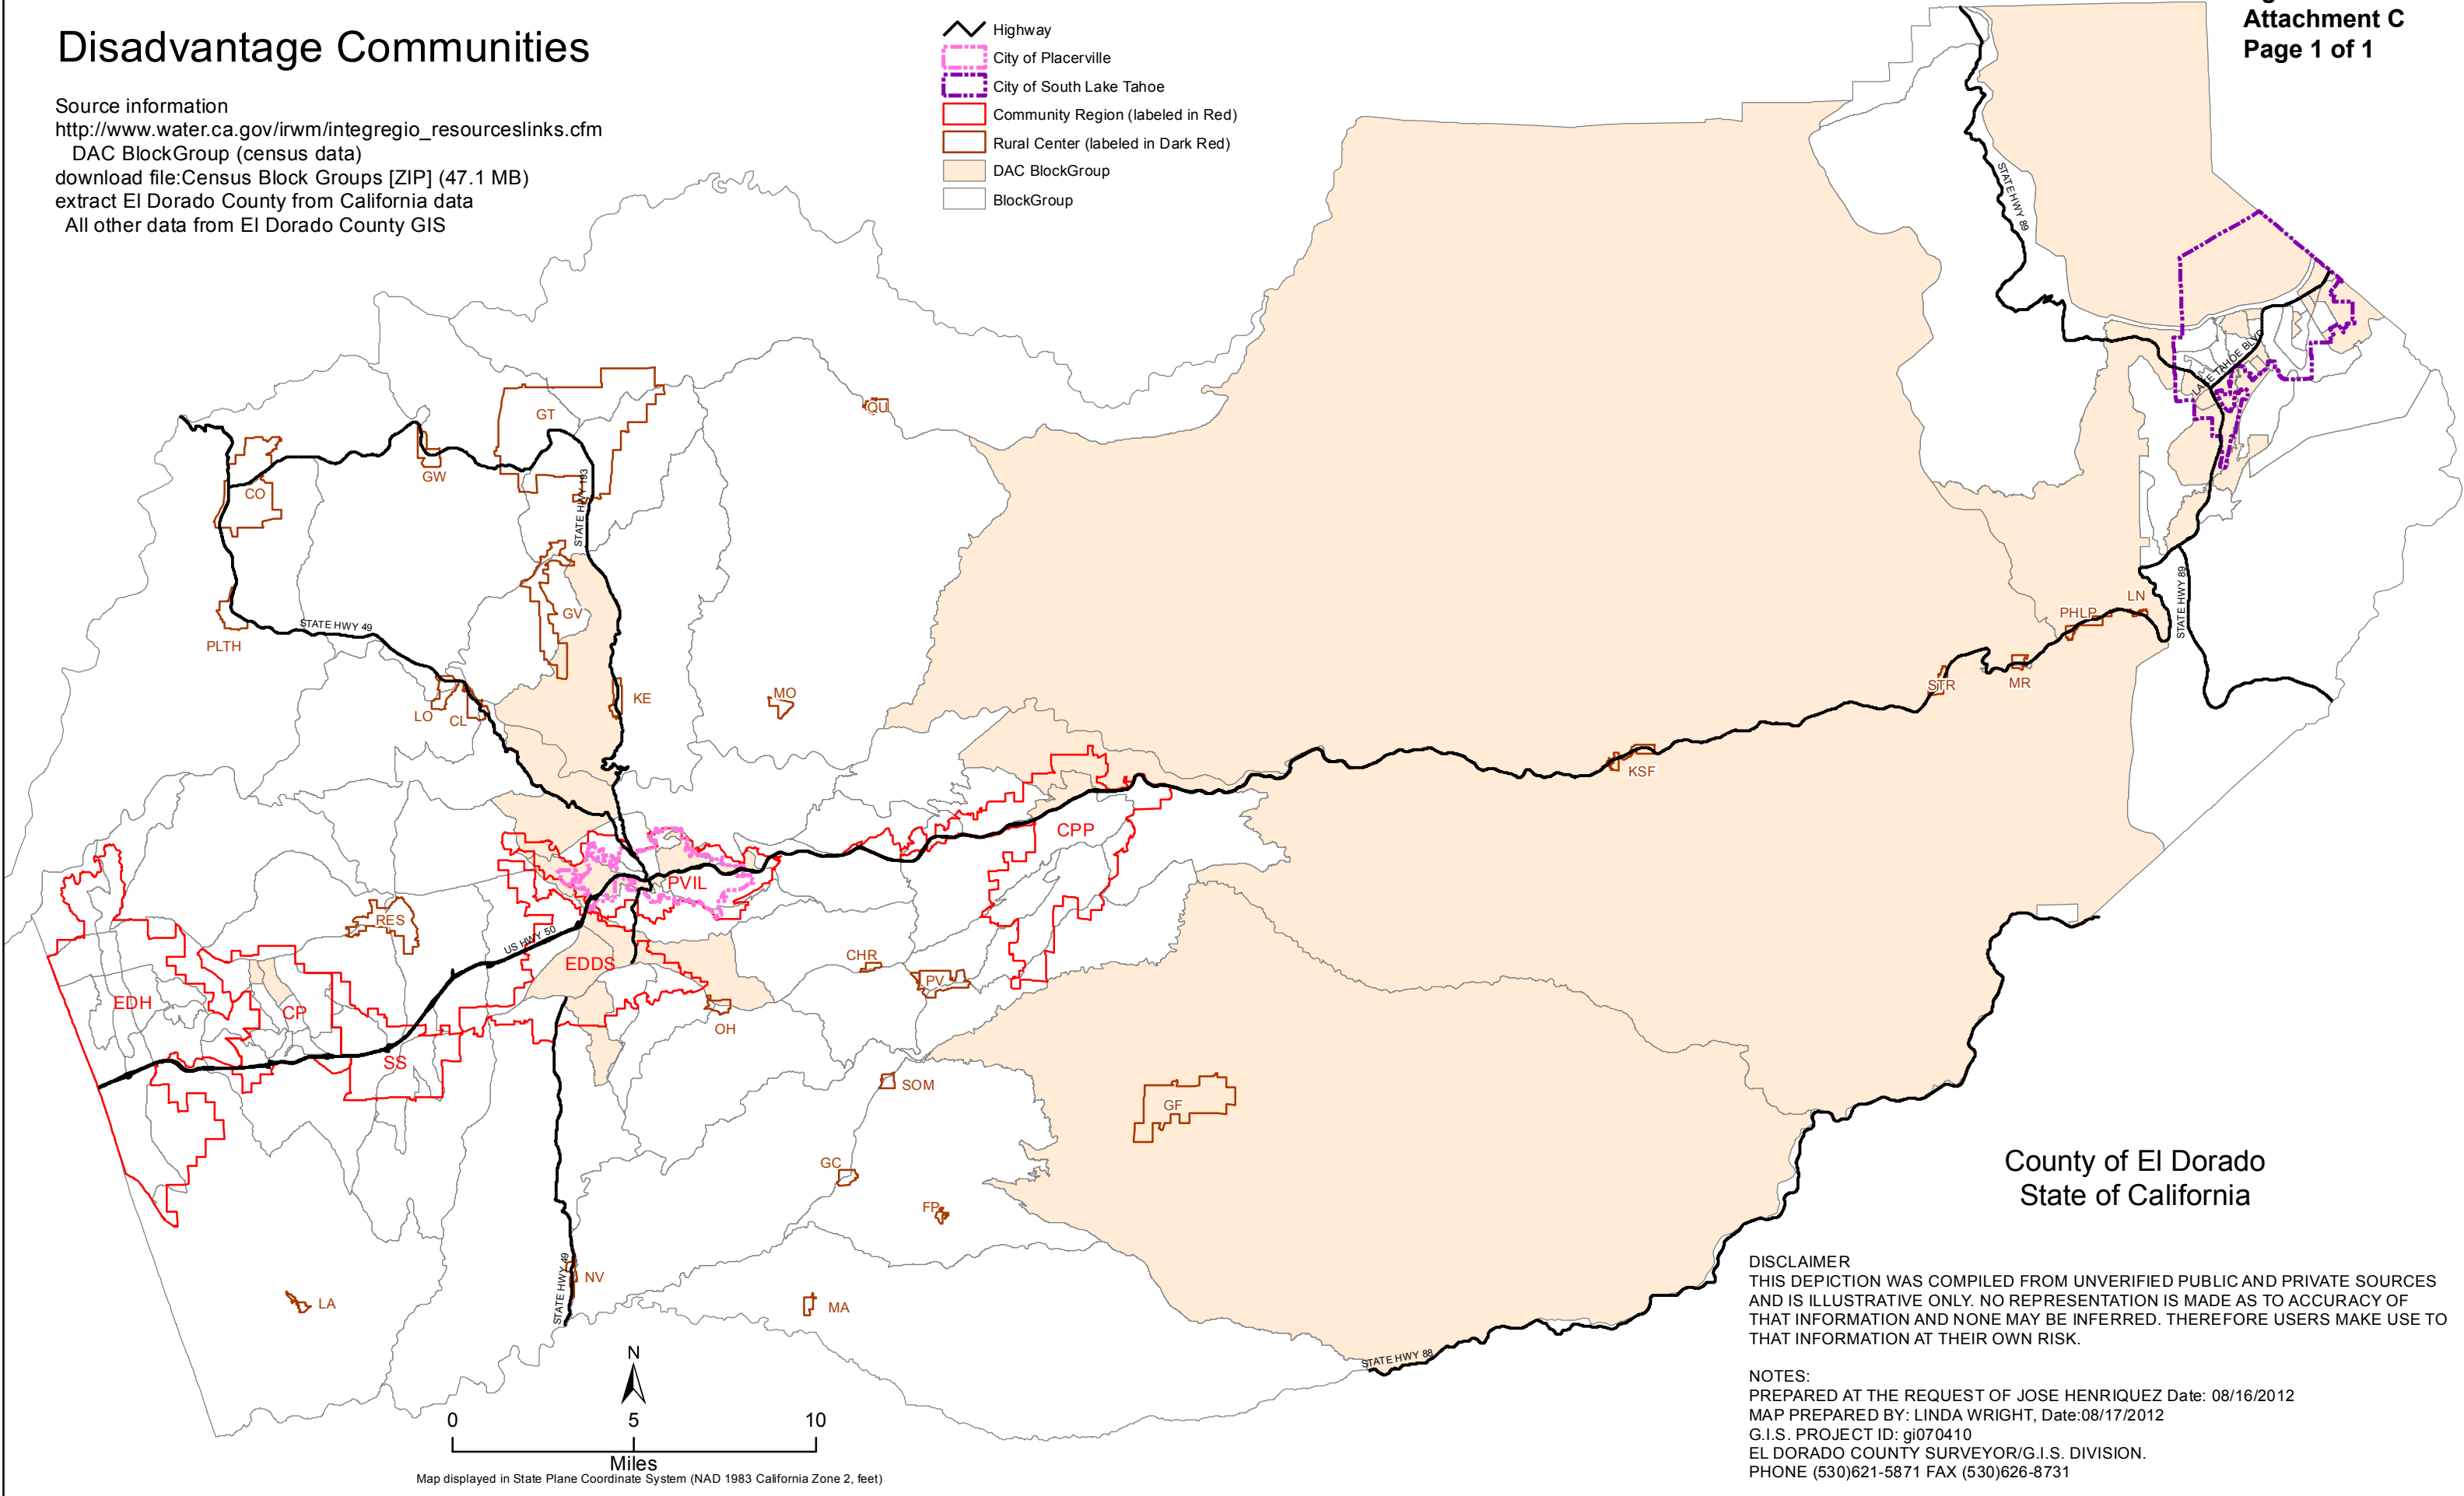 Disadvantage Communities
Source information
http://www.water.ca.gov/irwm/integregio_resourceslinks.cfm
DAC BlockGroup (census data)
download file:Census Block Groups [ZIP] (47.1 MB)
extract El Dorado County from California data
All other data from El Dorado County GIS
Highway
City of Placerville
City of South Lake Tahoe
Community Region (labeled in Red)
Rural Center (labeled in Dark Red)
DAC BlockGroup
BlockGroup
Attachment C
Page 1 of 1
STATE HWY 89
LAKE TAHOE BLVD
GT
QU
GW
CO
STATE HWY 193
GV
PLTH
STATE HWY 49
LO
CL
KE
MO
STATE HWY 89
LN
PHLP
MR
STR
KSF
CPP
PVIL
RES
US HWY 50
EDDS
CHR
PV
EDH
CP
OH
SS
SOM
GF
GC
FP
STATE HWY 49
NV
LA
MA
STATE HWY 88
County of El Dorado
State of California
N
0 5 10
Miles
Map displayed in State Plane Coordinate System (NAD 1983 California Zone 2, feet)
DISCLAIMER
THIS DEPICTION WAS COMPILED FROM UNVERIFIED PUBLIC AND PRIVATE SOURCES
AND IS ILLUSTRATIVE ONLY. NO REPRESENTATION IS MADE AS TO ACCURACY OF
THAT INFORMATION AND NONE MAY BE INFERRED. THEREFORE USERS MAKE USE TO
THAT INFORMATION AT THEIR OWN RISK.
NOTES:
PREPARED AT THE REQUEST OF JOSE HENRIQUEZ Date: 08/16/2012
MAP PREPARED BY: LINDA WRIGHT, Date:08/17/2012
G.I.S. PROJECT ID: gi070410
EL DORADO COUNTY SURVEYOR/G.I.S. DIVISION.
PHONE (530)621-5871 FAX (530)626-8731